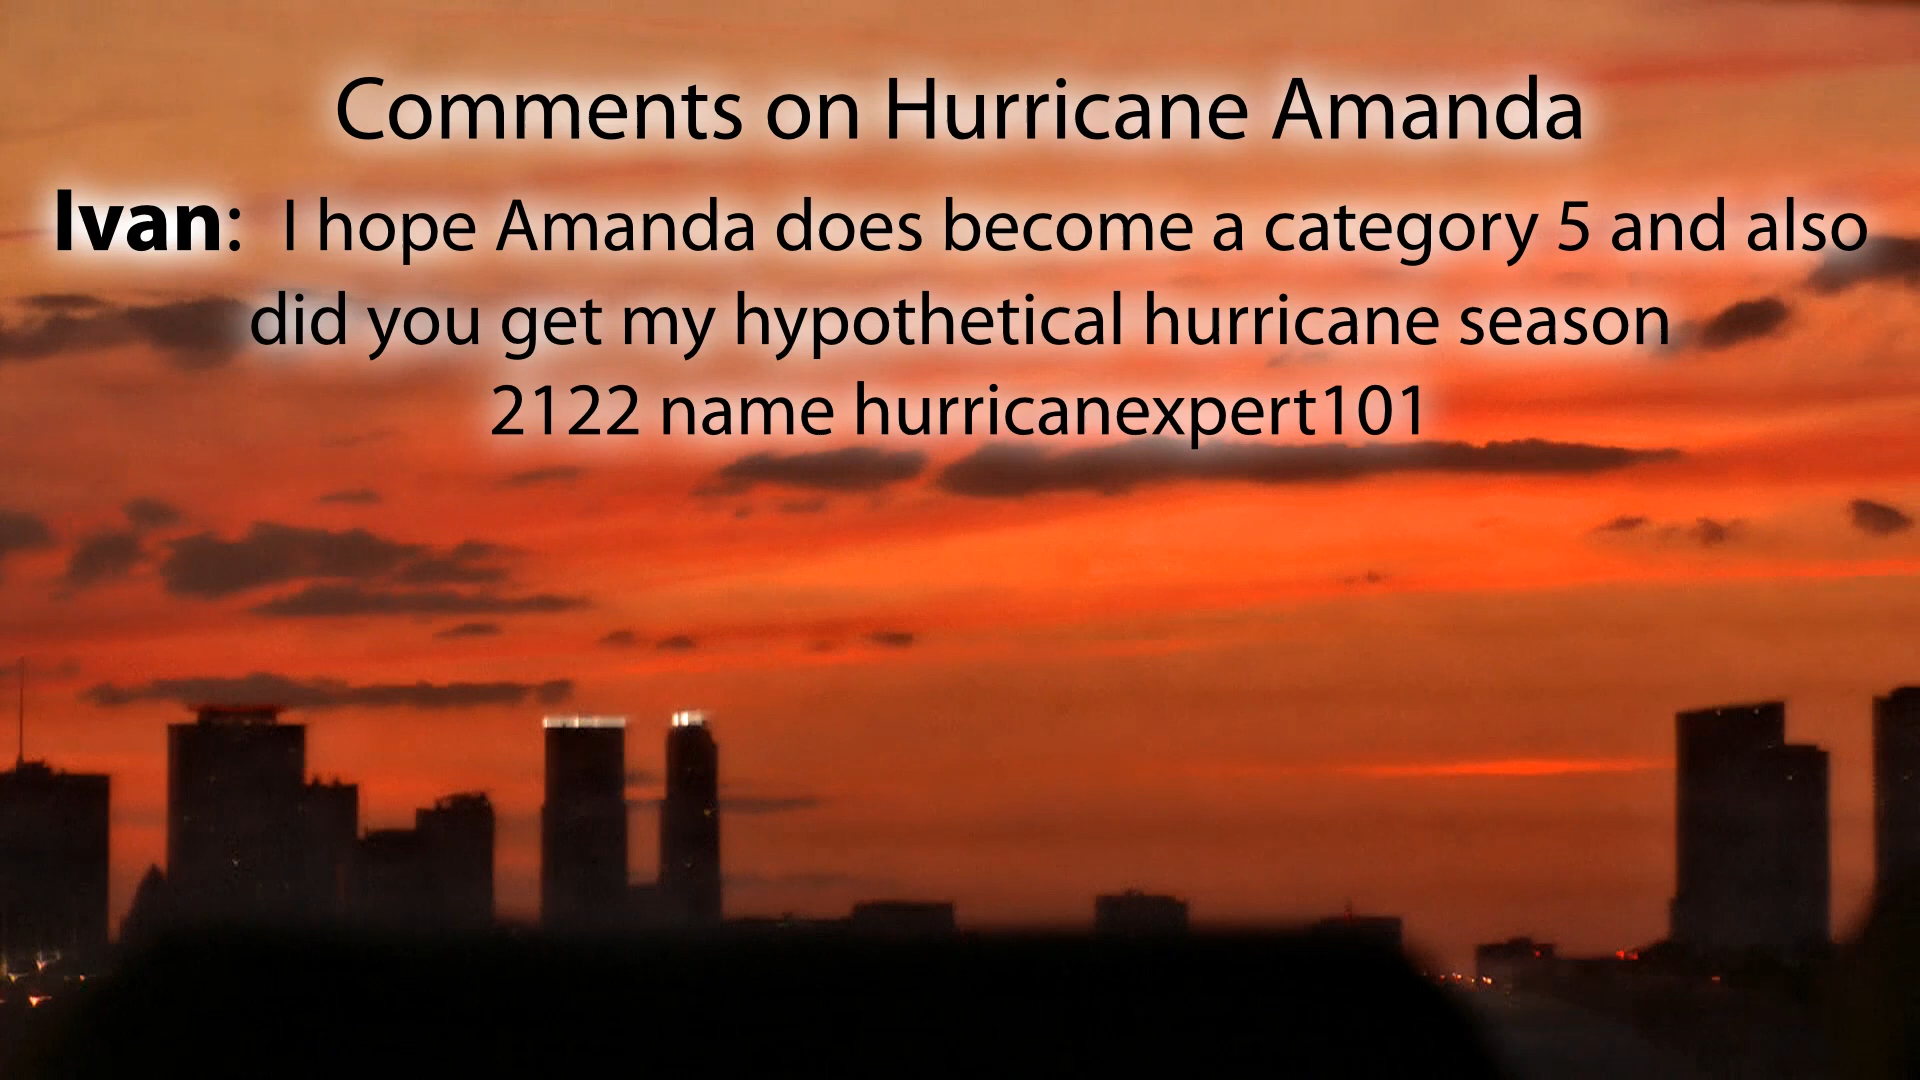 Comments on Hurricane Amanda
Ivan: I hope Amanda does become a category 5 and also
did you get my hypothetical hurricane season
2122 name hurricanexpert101